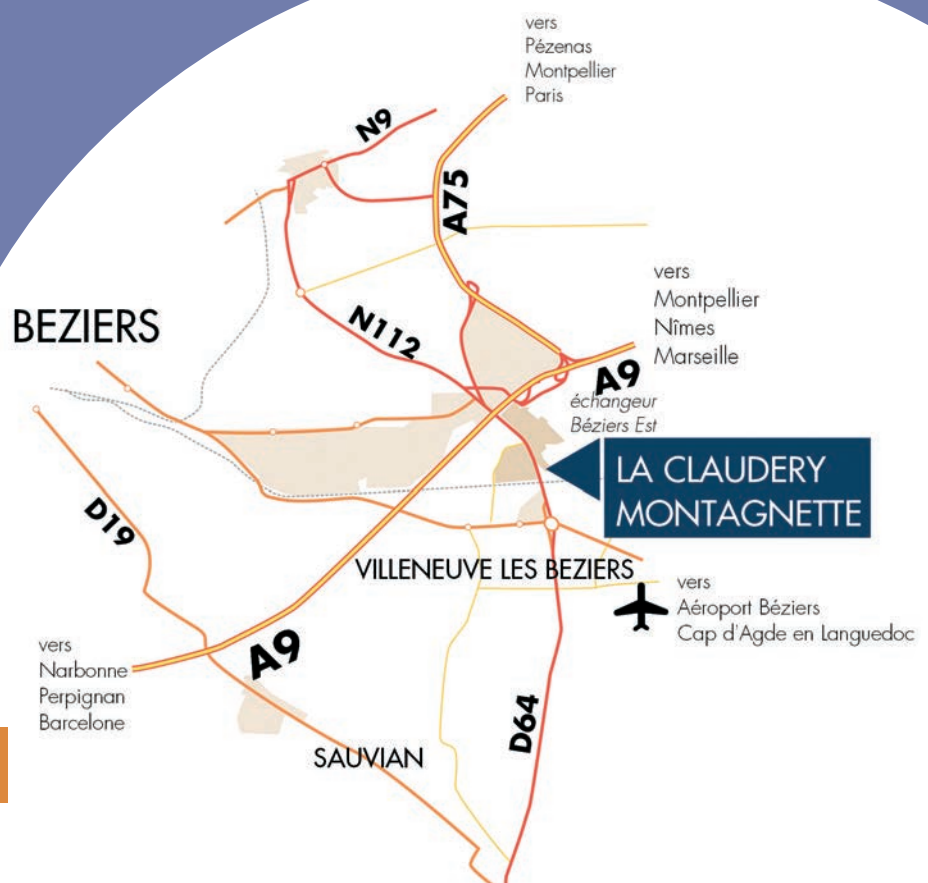 vers
Pézenas
Montpellier
Paris
N9
A75
vers
Montpellier
Nîmes
Marseille
BEZIERS
N112
A9
échangeur
Béziers Est
LA CLAUDERY
MONTAGNETTE
D19
VILLENEUVE LES BEZIERS
vers
Aéroport Béziers
Cap d'Agde en Languedoc
A9
vers
Narbonne
Perpignan
Barcelone
D64
SAUVIAN